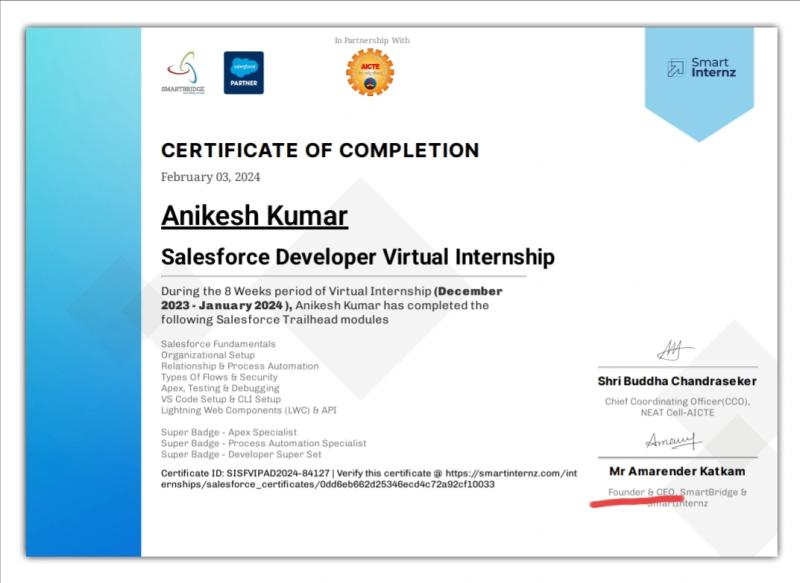 In Partnership With
SMARTBRIDGE
salesforce
PARTNER
AICTE
Smart
Internz
CERTIFICATE OF COMPLETION
February 03, 2024
Anikesh Kumar
Salesforce Developer Virtual Internship
During the 8 Weeks period of Virtual Internship (December
2023 - January 2024 ), Anikesh Kumar has completed the
following Salesforce Trailhead modules
Salesforce Fundamentals
Organizational Setup
Relationship & Process Automation
Types Of Flows & Security
Apex, Testing & Debugging
VS Code Setup & CLI Setup
Lightning Web Components (LWC) & API
Super Badge - Apex Specialist
Super Badge - Process Automation Specialist
Super Badge - Developer Super Set
Certificate ID: SISFVIPAD2024-84127 | Verify this certificate @ https://smartinternz.com/int
ernships/salesforce_certificates/0dd6eb662d25346ecd4c72a92cf10033
Shri Buddha Chandraseker
Chief Coordinating Officer(CCO),
NEAT Cell-AICTE
Mr Amarender Katkam
Founder & CEO, SmartBridge &
SmartInternz